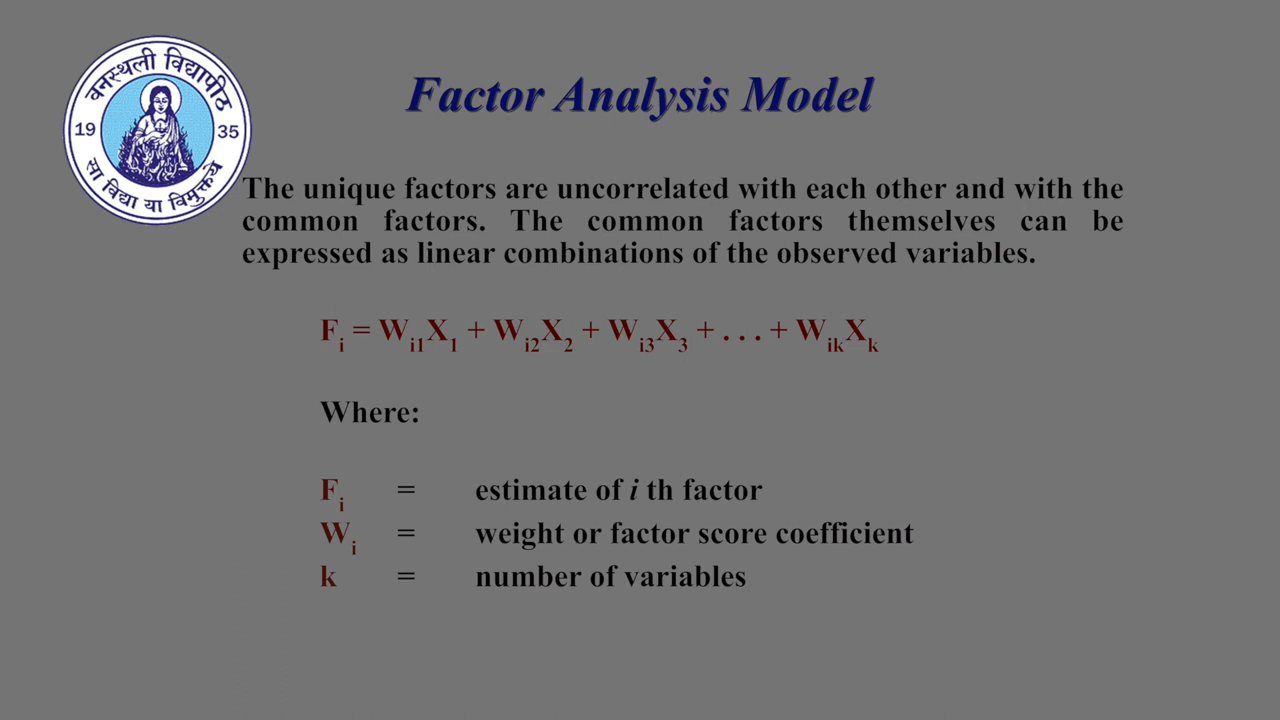 वनस्थली विद्यापीठ
19 35
सा विद्या या विमुक्तये
Factor Analysis Model
The unique factors are uncorrelated with each other and with the
common factors. The common factors themselves can be
expressed as linear combinations of the observed variables.
Fi = Wi1X1 + Wi2X2 + Wi3X3 + . . . + WikXk
Where:
Fi = estimate of i th factor
Wi = weight or factor score coefficient
k = number of variables